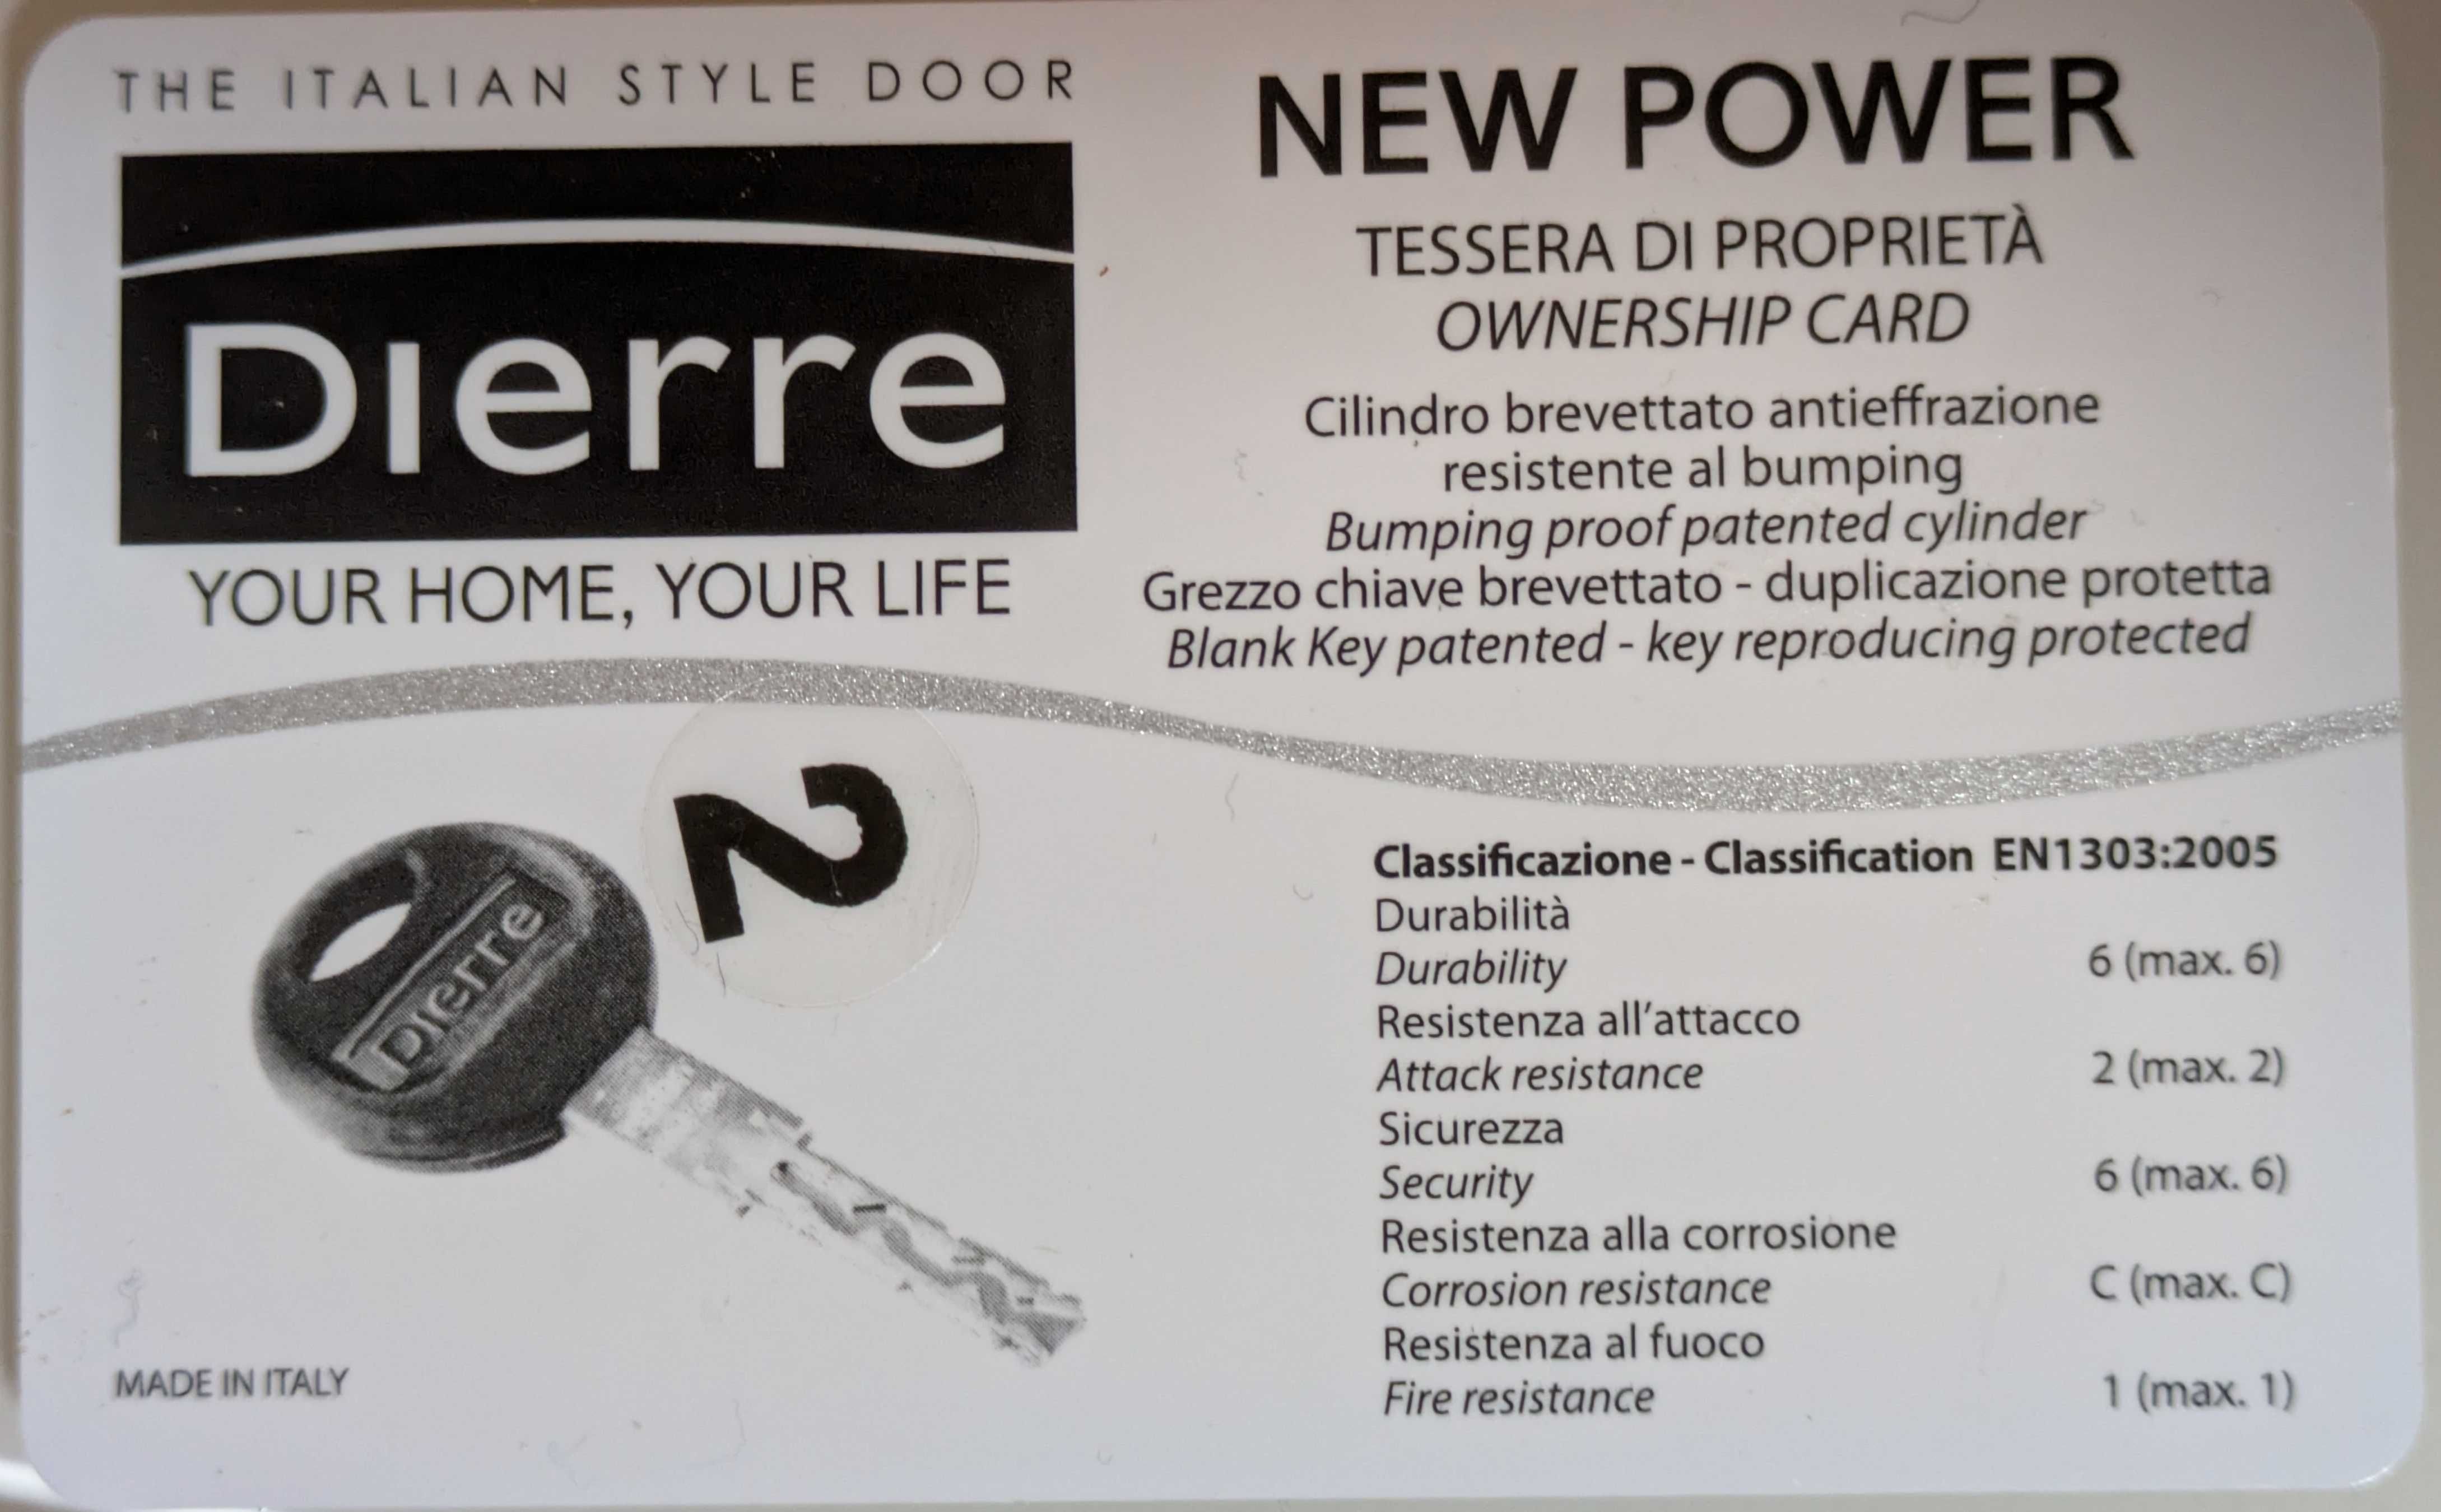 THE ITALIAN STYLE DOOR
Dierre
YOUR HOME, YOUR LIFE
NEW POWER
TESSERA DI PROPRIETÀ
OWNERSHIP CARD
Cilindro brevettato antieffrazione
resistente al bumping
Bumping proof patented cylinder
Grezzo chiave brevettato - duplicazione protetta
Blank Key patented - key reproducing protected
2
Dierre
MADE IN ITALY
Classificazione - Classification EN1303:2005
Durabilità
Durability 6 (max. 6)
Resistenza all'attacco
Attack resistance 2 (max. 2)
Sicurezza
Security 6 (max. 6)
Resistenza alla corrosione
Corrosion resistance C (max. C)
Resistenza al fuoco
Fire resistance 1 (max. 1)